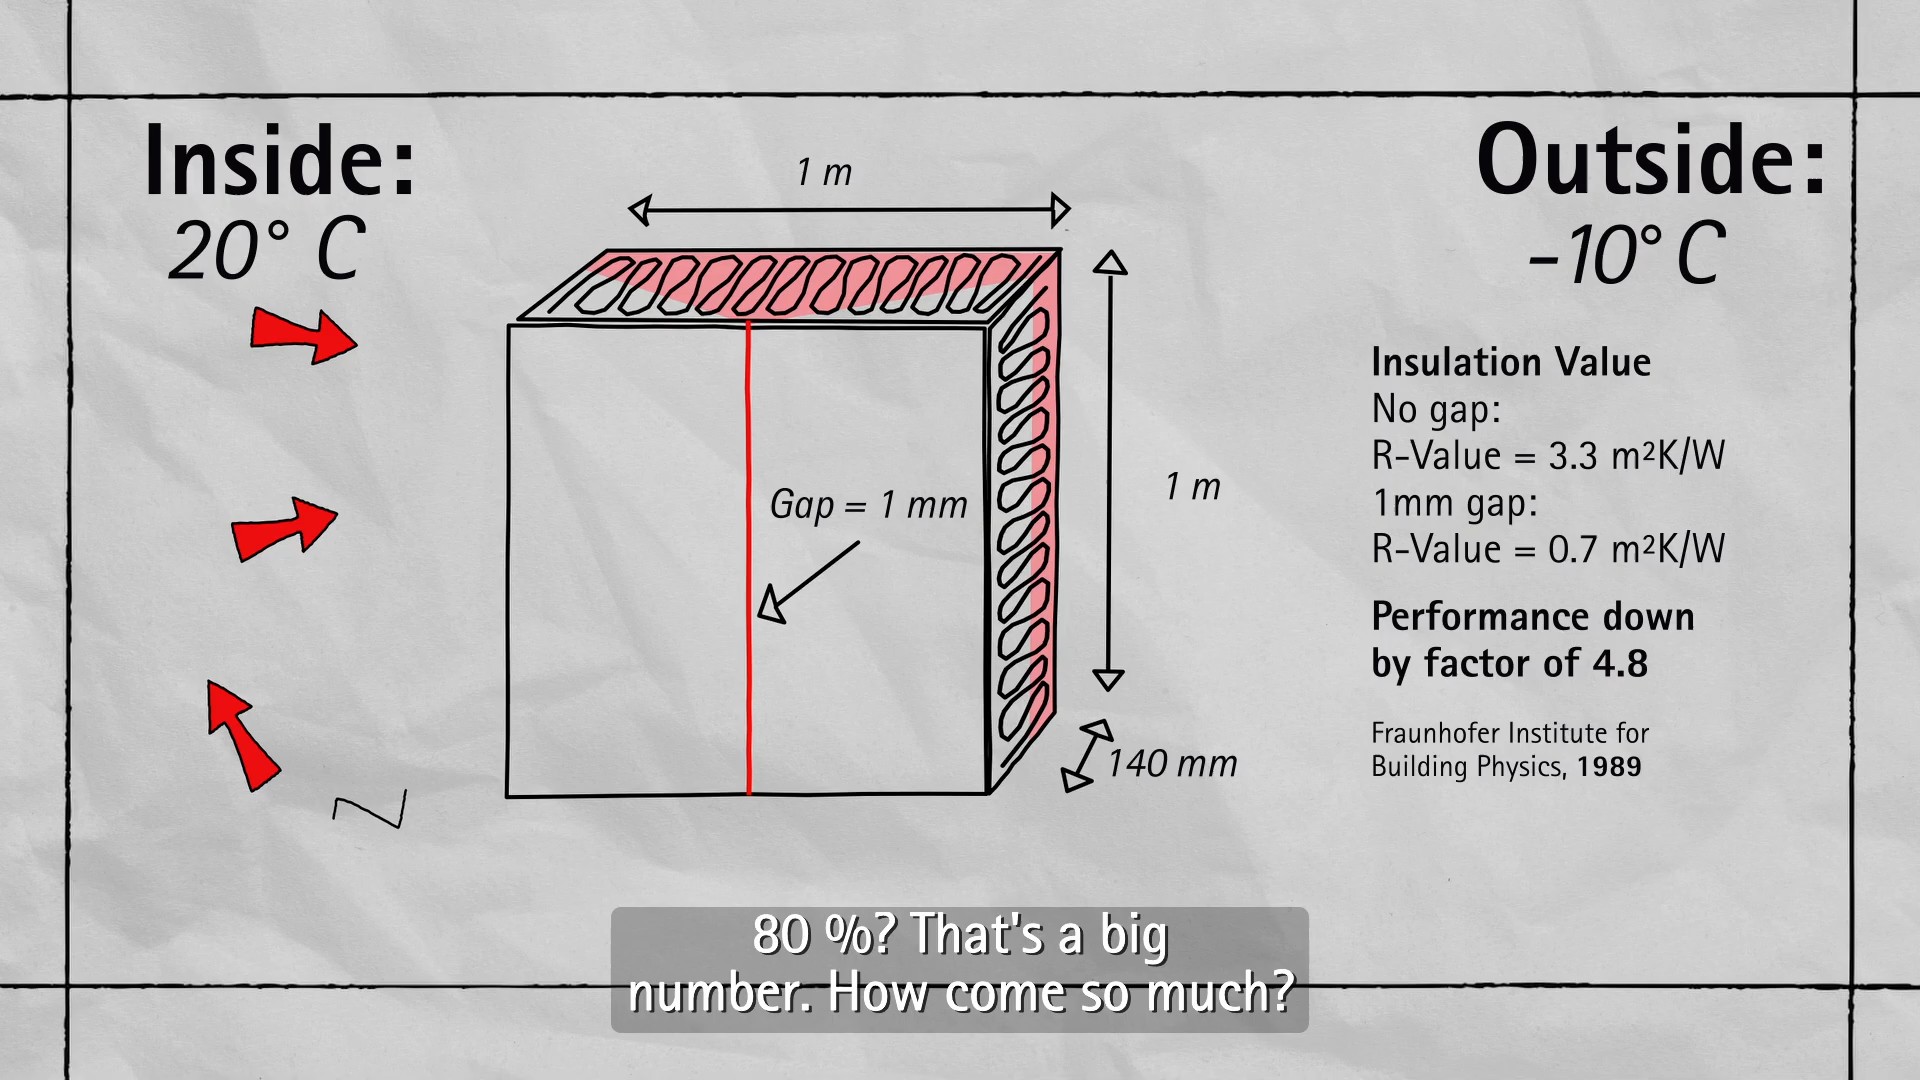 Inside:
20° C
1 m
Outside:
-10° C
Gap = 1 mm
1 m
140 mm
Insulation Value
No gap:
R-Value = 3.3 m²K/W
1mm gap:
R-Value = 0.7 m²K/W
Performance down
by factor of 4.8
Fraunhofer Institute for
Building Physics, 1989
80 %? That's a big
number. How come so much?